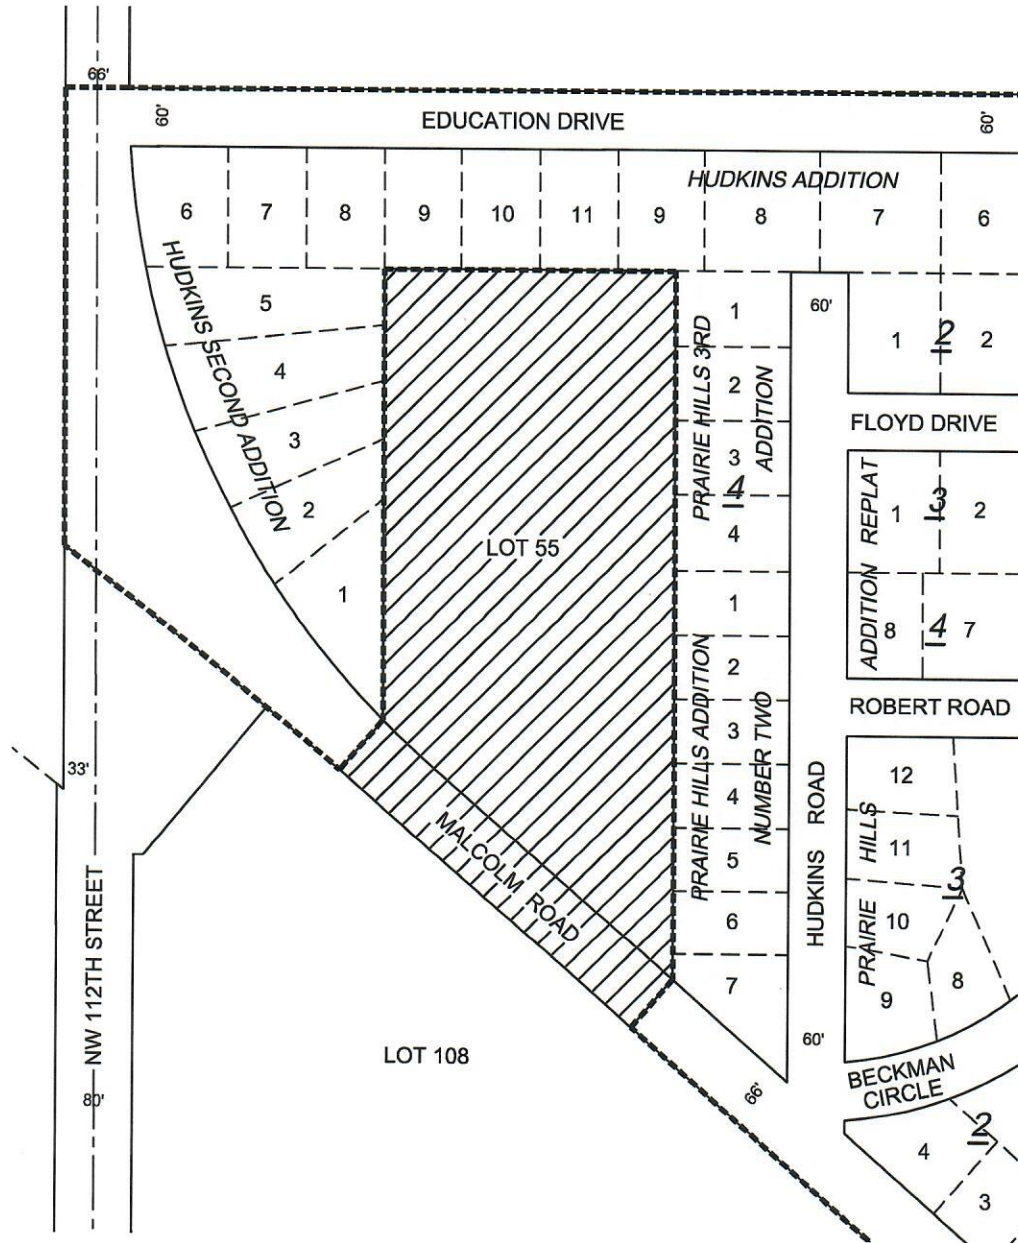 66'
60'
EDUCATION DRIVE
60'
HUDKINS ADDITION
6
7
8
9
10
11
9
8
7
6
HUDKINS SECOND ADDITION
5
4
3
2
1
LOT 55
PRAIRIE HILLS 3RD
ADDITION
1
2
3
4
4
60'
1
2
2
FLOYD DRIVE
ADDITION REPLAT
1
3
2
8
4
7
ROBERT ROAD
PRAIRIE HILLS ADDITION
NUMBER TWO
1
2
3
4
5
6
7
HUDKINS ROAD
60'
PRAIRIE HILLS
12
11
3
10
9
8
BECKMAN
CIRCLE
2
4
3
33'
NW 112TH STREET
80'
MALCOLM ROAD
66'
LOT 108